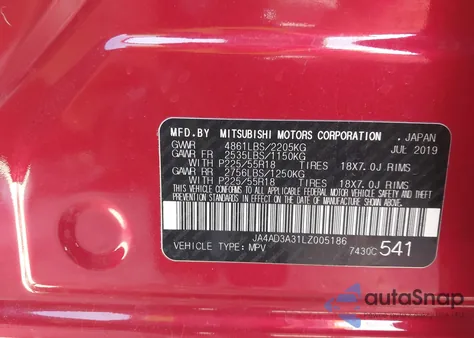 MFD.BY MITSUBISHI MOTORS CORPORATION .JAPAN
GVWR 4861LBS/2205KG JUL 2019
GAWR FR 2535LBS/1150KG
WITH P225/55R18 TIRES 18X7.0J RIMS
GAWR RR 2756LBS/1250KG
WITH P225/55R18 TIRES 18X7.0J RIMS
THIS VEHICLE CONFORMS TO ALL APPLICABLE FEDERAL MOTOR VEHICLE SAFETY AND THEFT
PREVENTION STANDARDS IN EFFECT ON THE DATE OF MANUFACTURE SHOWN ABOVE.
JA4AD3A31LZ005186
VEHICLE TYPE: MPV 7430C 541
autoSnap